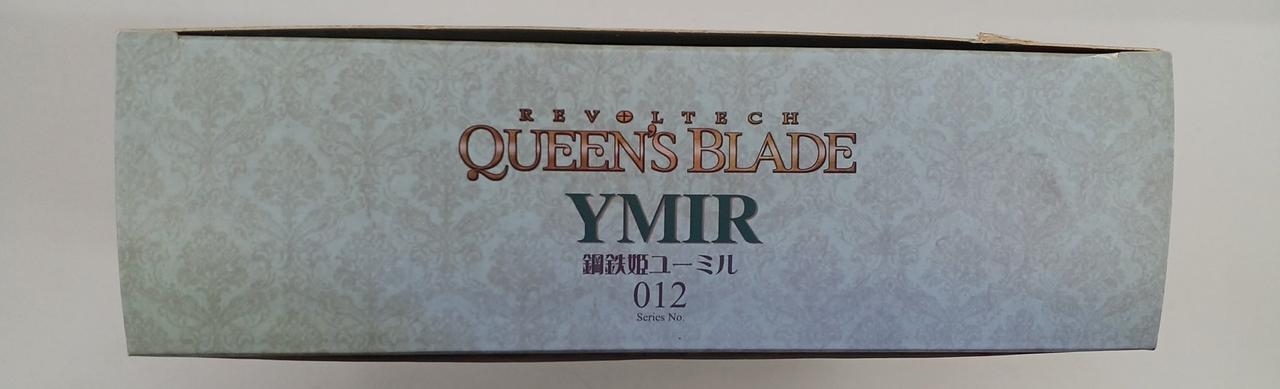 REVOLTECH
QUEEN'S BLADE
YMIR
鋼鉄姫ユーミル
012
Series No.